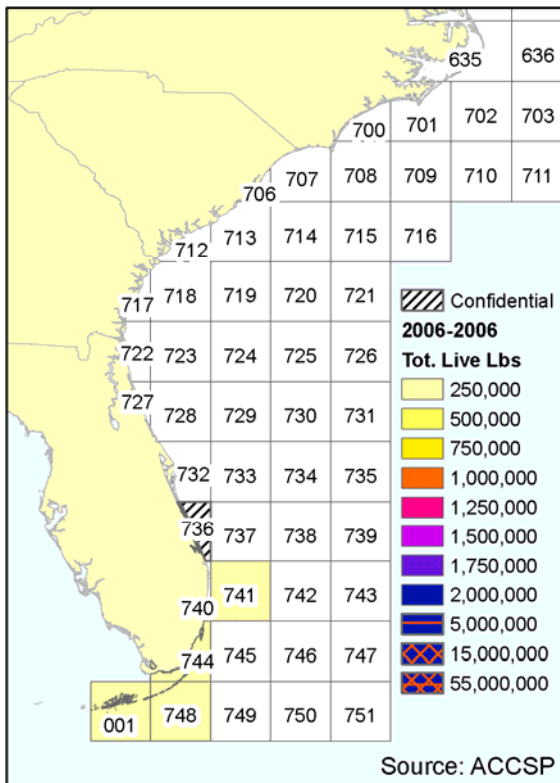 635 636
700 701 702 703
706 707 708 709 710 711
712 713 714 715 716
717 718 719 720 721
722 723 724 725 726
727 728 729 730 731
732 733 734 735
736 737 738 739
740 741 742 743
744 745 746 747
001 748 749 750 751
Confidential
2006-2006
Tot. Live Lbs
250,000
500,000
750,000
1,000,000
1,250,000
1,500,000
1,750,000
2,000,000
5,000,000
15,000,000
55,000,000
Source: ACCSP